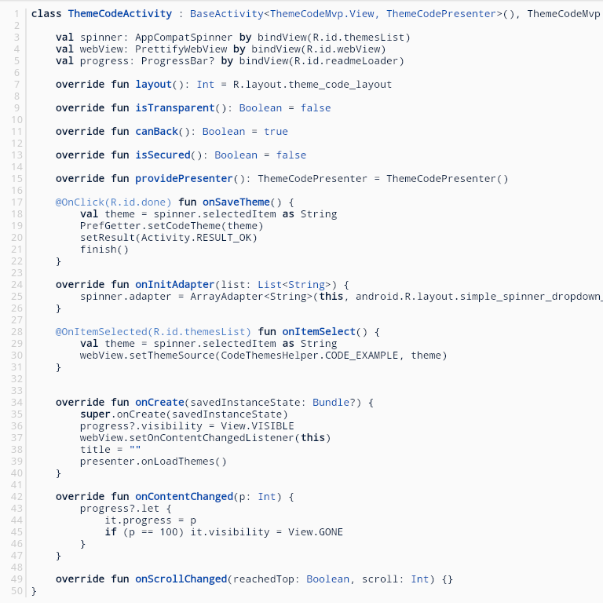 1 class ThemeCodeActivity : BaseActivity<ThemeCodeMvp.View, ThemeCodePresenter>(), ThemeCodeMvp
2
3 val spinner: AppCompatSpinner by bindView(R.id.themesList)
4 val webView: PrettifyWebView by bindView(R.id.webView)
5 val progress: ProgressBar? by bindView(R.id.readmeLoader)
6
7 override fun layout(): Int = R.layout.theme_code_layout
8
9 override fun isTransparent(): Boolean = false
10
11 override fun canBack(): Boolean = true
12
13 override fun isSecured(): Boolean = false
14
15 override fun providePresenter(): ThemeCodePresenter = ThemeCodePresenter()
16
17 @OnClick(R.id.done) fun onSaveTheme() {
18 val theme = spinner.selectedItem as String
19 PrefGetter.setCodeTheme(theme)
20 setResult(Activity.RESULT_OK)
21 finish()
22 }
23
24 override fun onInitAdapter(list: List<String>) {
25 spinner.adapter = ArrayAdapter<String>(this, android.R.layout.simple_spinner_dropdown_
26 }
27
28 @OnItemSelected(R.id.themesList) fun onItemSelect() {
29 val theme = spinner.selectedItem as String
30 webView.setThemeSource(CodeThemesHelper.CODE_EXAMPLE, theme)
31 }
32
33
34 override fun onCreate(savedInstanceState: Bundle?) {
35 super.onCreate(savedInstanceState)
36 progress?.visibility = View.VISIBLE
37 webView.setOnContentChangedListener(this)
38 title = ""
39 presenter.onLoadThemes()
40 }
41
42 override fun onContentChanged(p: Int) {
43 progress?.let {
44 it.progress = p
45 if (p == 100) it.visibility = View.GONE
46 }
47 }
48
49 override fun onScrollChanged(reachedTop: Boolean, scroll: Int) {}
50 }